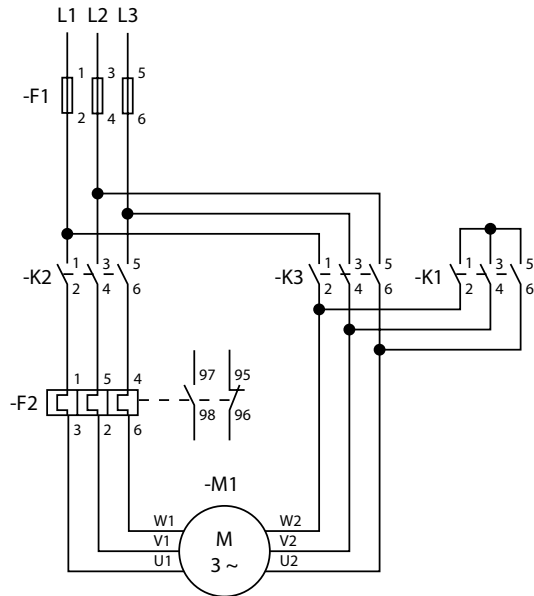 L1 L2 L3
1 3 5
-F1
2 4 6
1 3 5 1 3 5 1 3 5
-K2 -K3 -K1
2 4 6 2 4 6 2 4 6
1 5 4 97 95
-F2
3 2 6 98 96
-M1
W1 W2
V1 M V2
U1 3 ~ U2